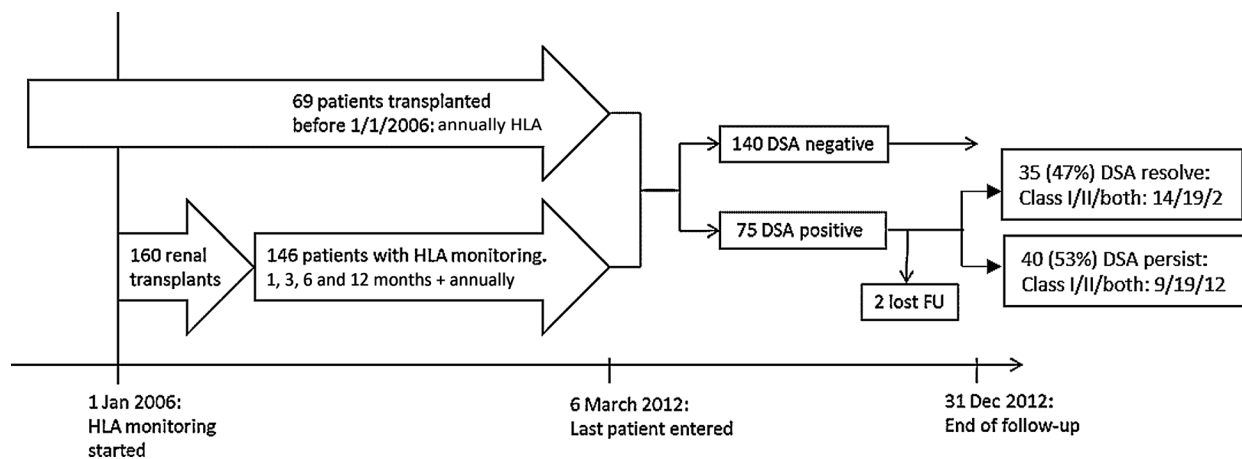 69 patients transplanted
before 1/1/2006: annually HLA
160 renal
transplants
146 patients with HLA monitoring.
1, 3, 6 and 12 months + annually
140 DSA negative
75 DSA positive
2 lost FU
35 (47%) DSA resolve:
Class I/II/both: 14/19/2
40 (53%) DSA persist:
Class I/II/both: 9/19/12
1 Jan 2006:
HLA monitoring
started
6 March 2012:
Last patient entered
31 Dec 2012:
End of follow-up